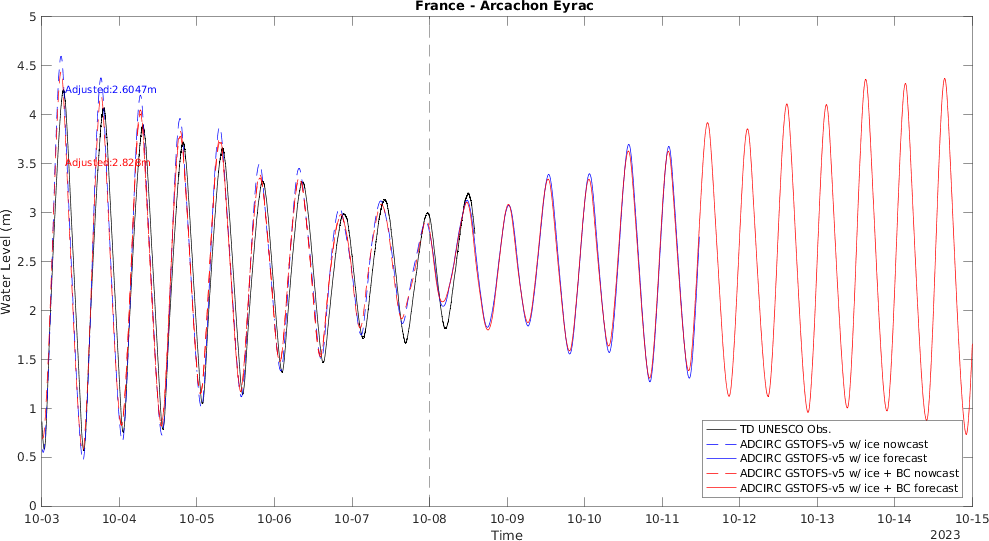 France - Arcachon Eyrac
5
4.5
4
3.5
3
2.5
2
1.5
1
0.5
0
Water Level (m)
Adjusted:2.6047m
Adjusted:2.828m
TD UNESCO Obs.
ADCIRC GSTOFS-v5 w/ ice nowcast
ADCIRC GSTOFS-v5 w/ ice forecast
ADCIRC GSTOFS-v5 w/ ice + BC nowcast
ADCIRC GSTOFS-v5 w/ ice + BC forecast
10-03 10-04 10-05 10-06 10-07 10-08 10-09 10-10 10-11 10-12 10-13 10-14 10-15
Time
2023